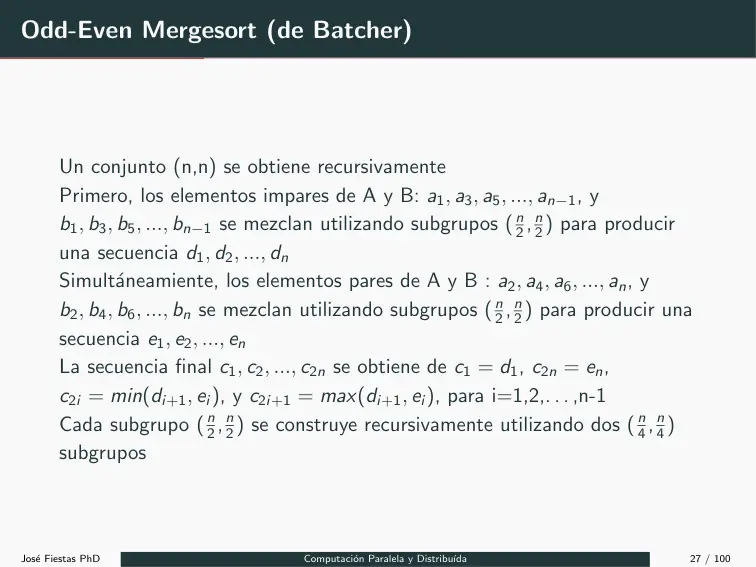 Odd-Even Mergesort (de Batcher)
Un conjunto (n,n) se obtiene recursivamente
Primero, los elementos impares de A y B: a₁, a₃, a₅, ..., aₙ₋₁, y
b₁, b₃, b₅, ..., bₙ₋₁ se mezclan utilizando subgrupos (n/2,n/2) para producir
una secuencia d₁, d₂, ..., dₙ
Simultáneamente, los elementos pares de A y B : a₂, a₄, a₆, ..., aₙ, y
b₂, b₄, b₆, ..., bₙ se mezclan utilizando subgrupos (n/2,n/2) para producir una
secuencia e₁, e₂, ..., eₙ
La secuencia final c₁, c₂, ..., c₂ₙ se obtiene de c₁ = d₁, c₂ₙ = eₙ,
c₂ᵢ = min(dᵢ₊₁, eᵢ), y c₂ᵢ₊₁ = max(dᵢ₊₁, eᵢ), para i=1,2,. . . ,n-1
Cada subgrupo (n/2,n/2) se construye recursivamente utilizando dos (n/4,n/4)
subgrupos
José Fiestas PhD
Computación Paralela y Distribuída
27 / 100